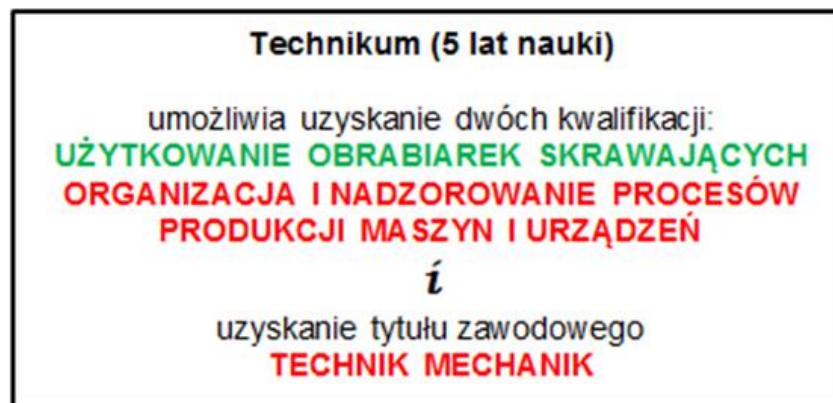 Technikum (5 lat nauki)
umożliwia uzyskanie dwóch kwalifikacji:
UŻYTKOWANIE OBRABIAREK SKRAWAJĄCYCH
ORGANIZACJA I NADZOROWANIE PROCESÓW
PRODUKCJI MASZYN I URZĄDZEŃ
i
uzyskanie tytułu zawodowego
TECHNIK MECHANIK